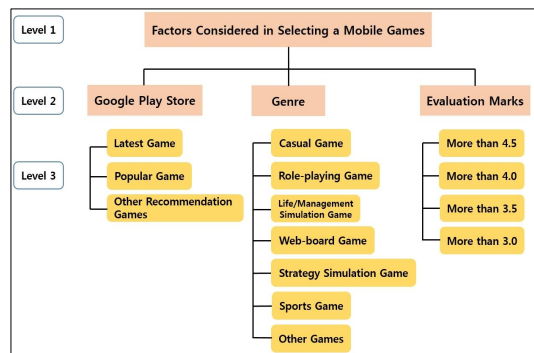 Level 1
Factors Considered in Selecting a Mobile Games
Level 2
Google Play Store
Genre
Evaluation Marks
Level 3
Latest Game
Popular Game
Other Recommendation
Games
Casual Game
Role-playing Game
Life/Management
Simulation Game
Web-board Game
Strategy Simulation Game
Sports Game
Other Games
More than 4.5
More than 4.0
More than 3.5
More than 3.0